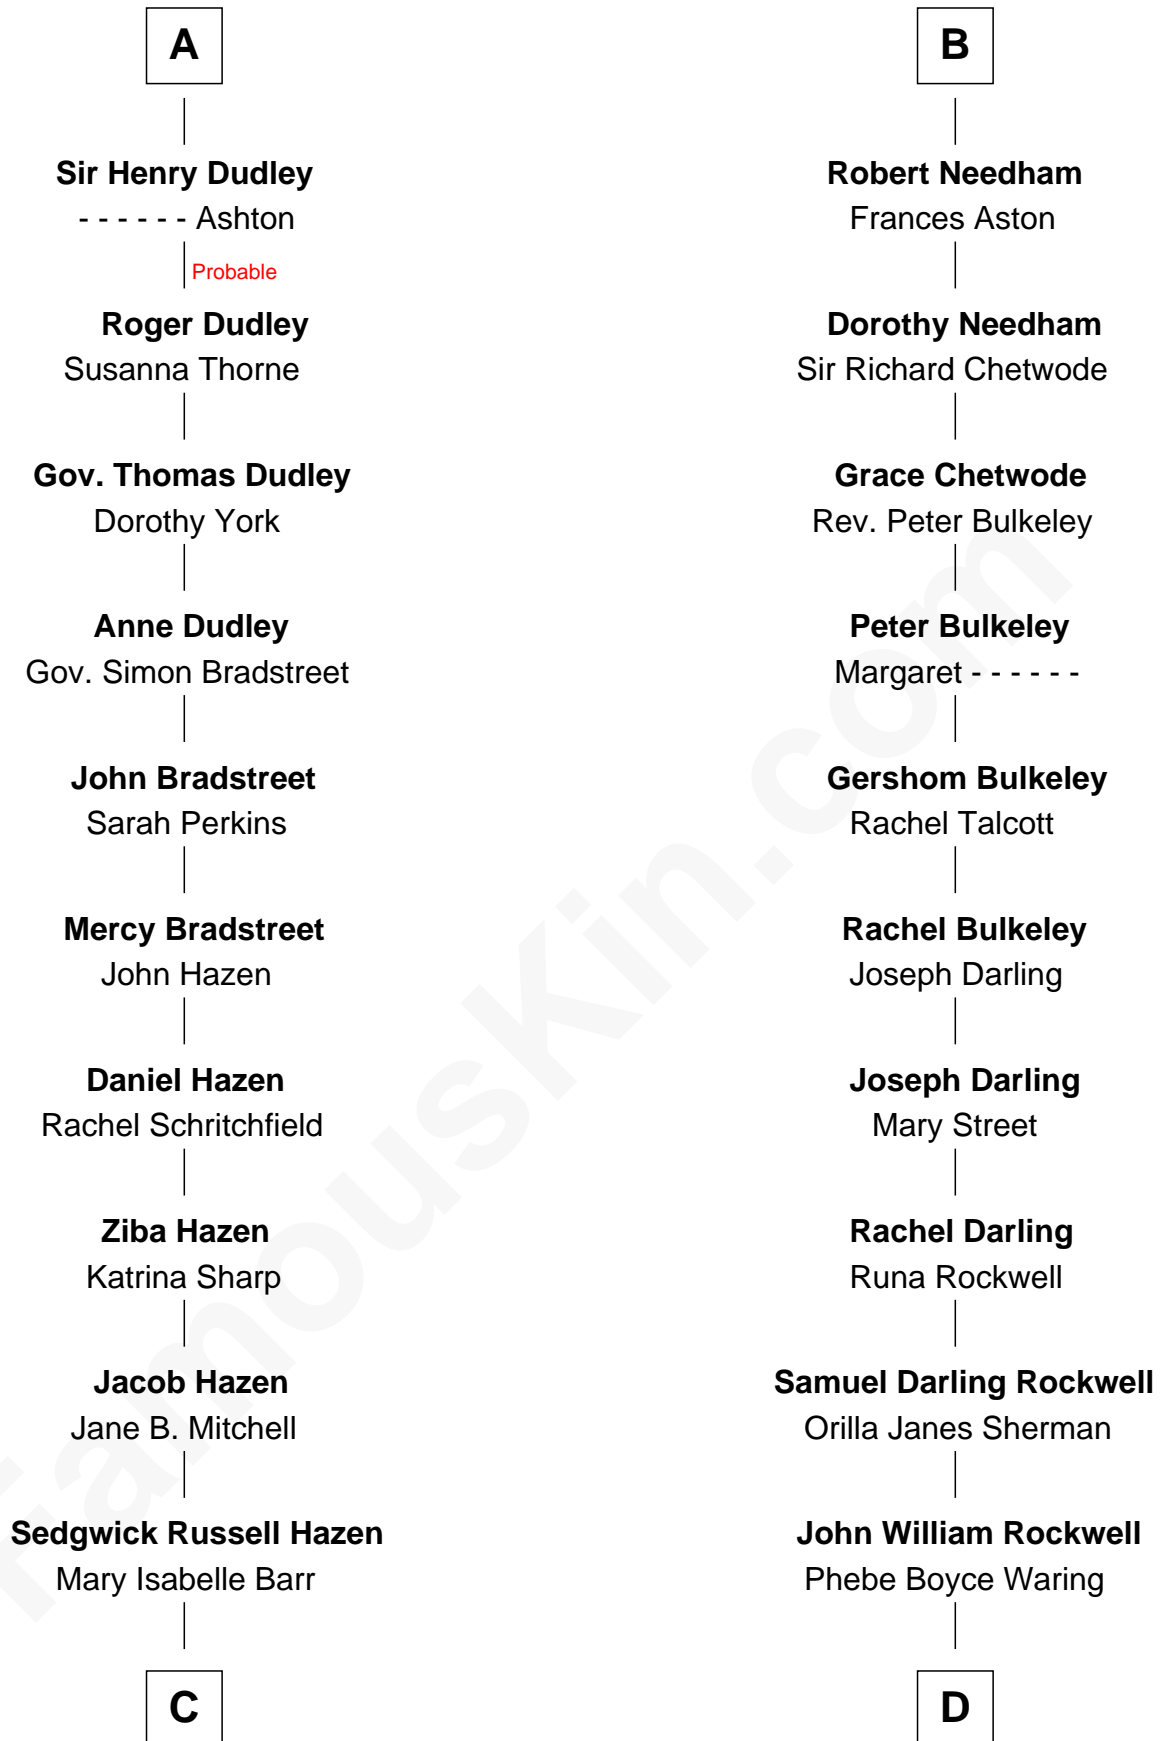 A
Sir Henry Dudley
- - - - - - Ashton
Probable
Roger Dudley
Susanna Thorne
Gov. Thomas Dudley
Dorothy York
Anne Dudley
Gov. Simon Bradstreet
John Bradstreet
Sarah Perkins
Mercy Bradstreet
John Hazen
Daniel Hazen
Rachel Schritchfield
Ziba Hazen
Katrina Sharp
Jacob Hazen
Jane B. Mitchell
Sedgwick Russell Hazen
Mary Isabelle Barr
C
B
Robert Needham
Frances Aston
Dorothy Needham
Sir Richard Chetwode
Grace Chetwode
Rev. Peter Bulkeley
Peter Bulkeley
Margaret - - - - - -
Gershom Bulkeley
Rachel Talcott
Rachel Bulkeley
Joseph Darling
Joseph Darling
Mary Street
Rachel Darling
Runa Rockwell
Samuel Darling Rockwell
Orilla Janes Sherman
John William Rockwell
Phebe Boyce Waring
D
FamousKin.com